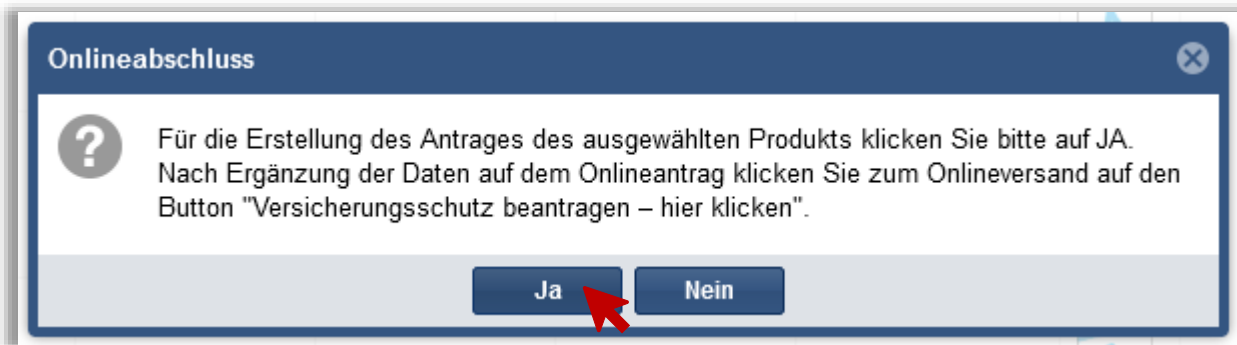 Onlineabschluss
Für die Erstellung des Antrages des ausgewählten Produkts klicken Sie bitte auf JA.
Nach Ergänzung der Daten auf dem Onlineantrag klicken Sie zum Onlineversand auf den
Button "Versicherungsschutz beantragen – hier klicken".
Ja
Nein